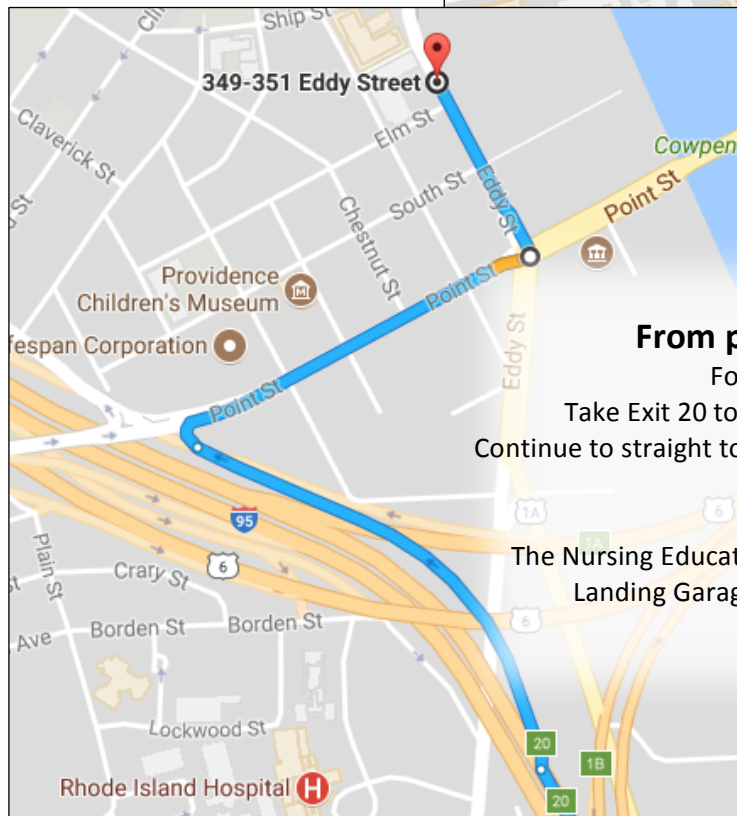 Ship St
349-351 Eddy Street
Elm St
Claverick St
Cowpen
South St
Eddy St
Point St
Chestnut St
Providence
Children's Museum
M
Point St
fespan Corporation
Eddy St
From p
Fo
Point St
Take Exit 20 to
Continue to straight to
1A
6
95
1A
Plain St
6
Crary St
The Nursing Educat
Landing Garag
Borden St
Borden St
6
Ave
Lockwood St
20
1B
Rhode Island Hospital
H
20